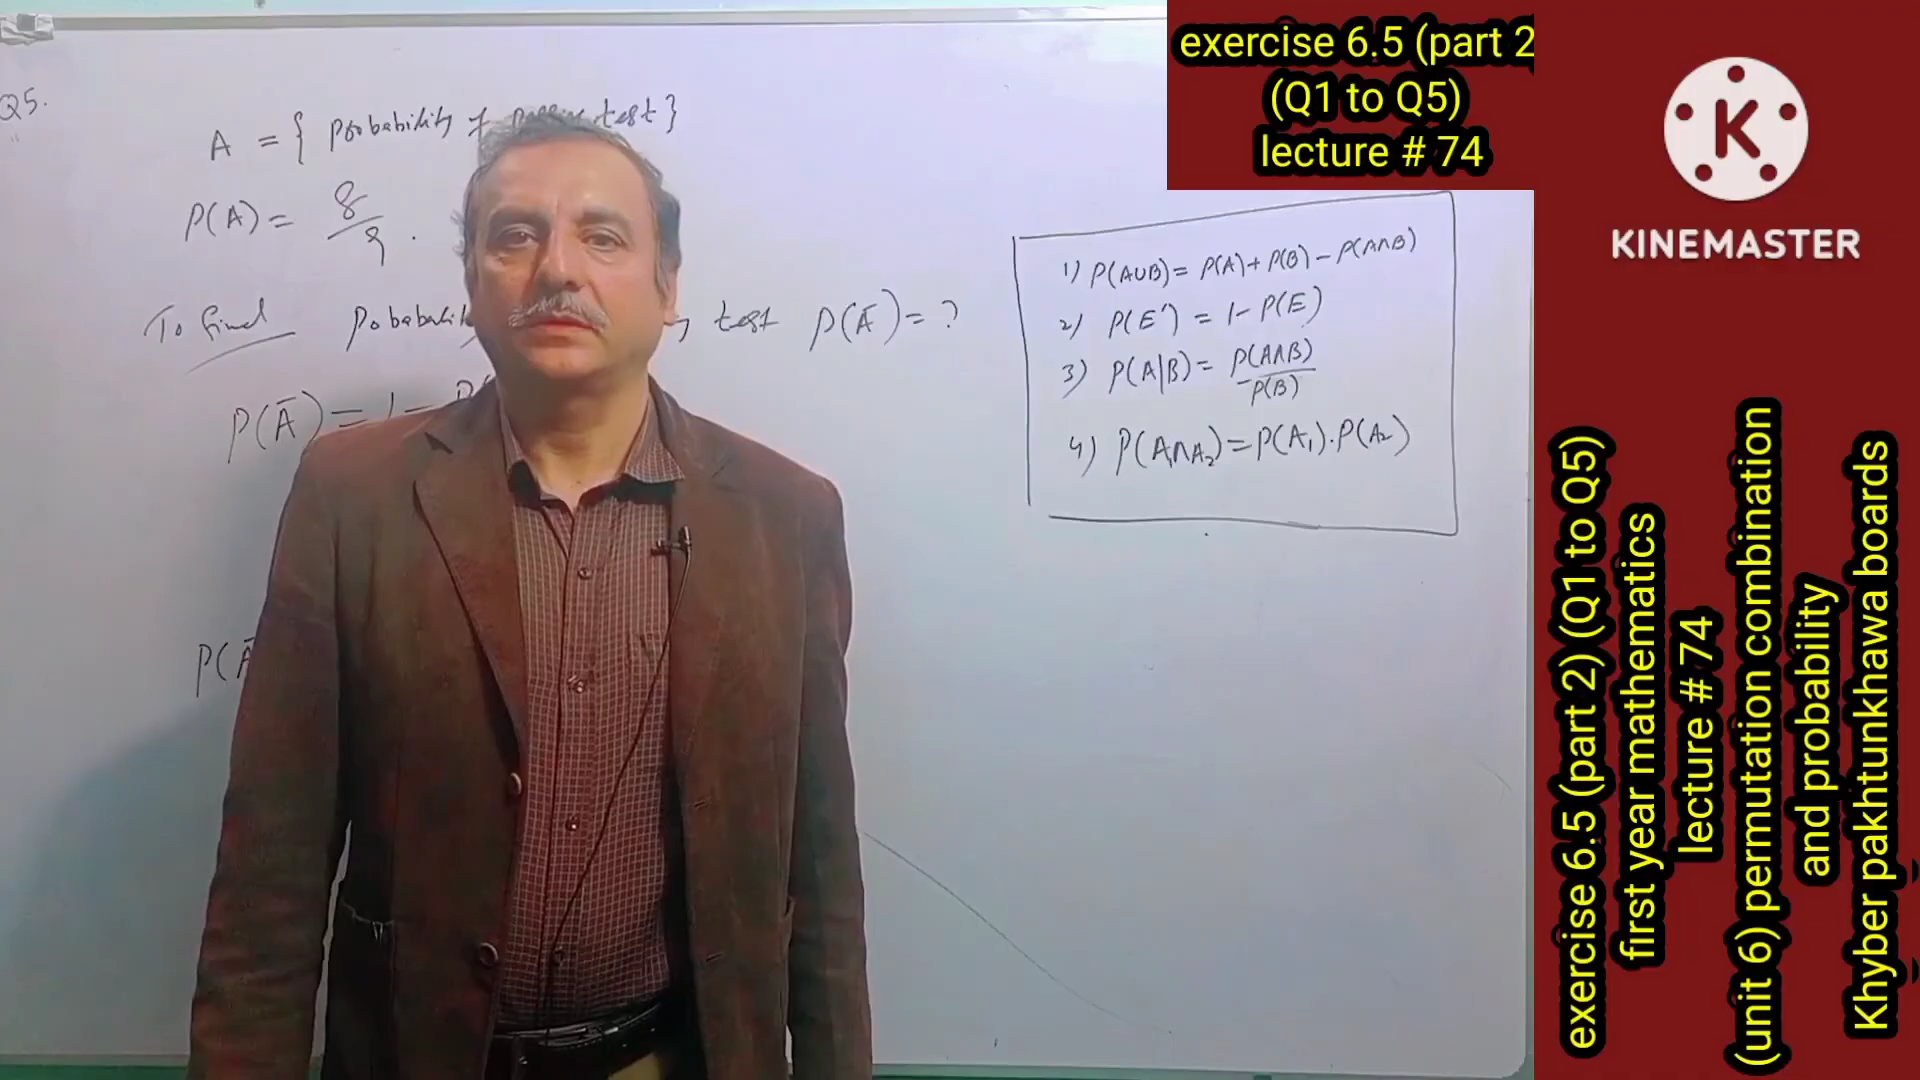 Q5.
A = { probability of test }
P(A) = 8/9 .
To find Probabali test P(Ā) = ?
P(Ā) = 1 - P
P(Ā
exercise 6.5 (part 2
(Q1 to Q5)
lecture # 74
1) P(A∪B) = P(A) + P(B) - P(A∩B)
2) P(E') = 1 - P(E)
3) P(A|B) = P(A∩B)/P(B)
4) P(A₁∩A₂) = P(A₁).P(A₂)
K
KINEMASTER
exercise 6.5 (part 2) (Q1 to Q5)
first year mathematics
lecture # 74
(unit 6) permutation combination
and probability
Khyber pakhtunkhawa boards